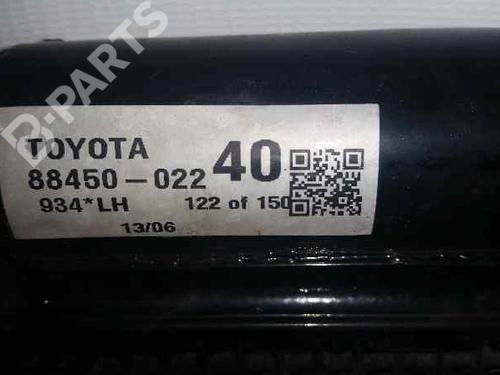 B-PARTS
TOYOTA
88450-022 40
934*LH 122 of 150
13/06